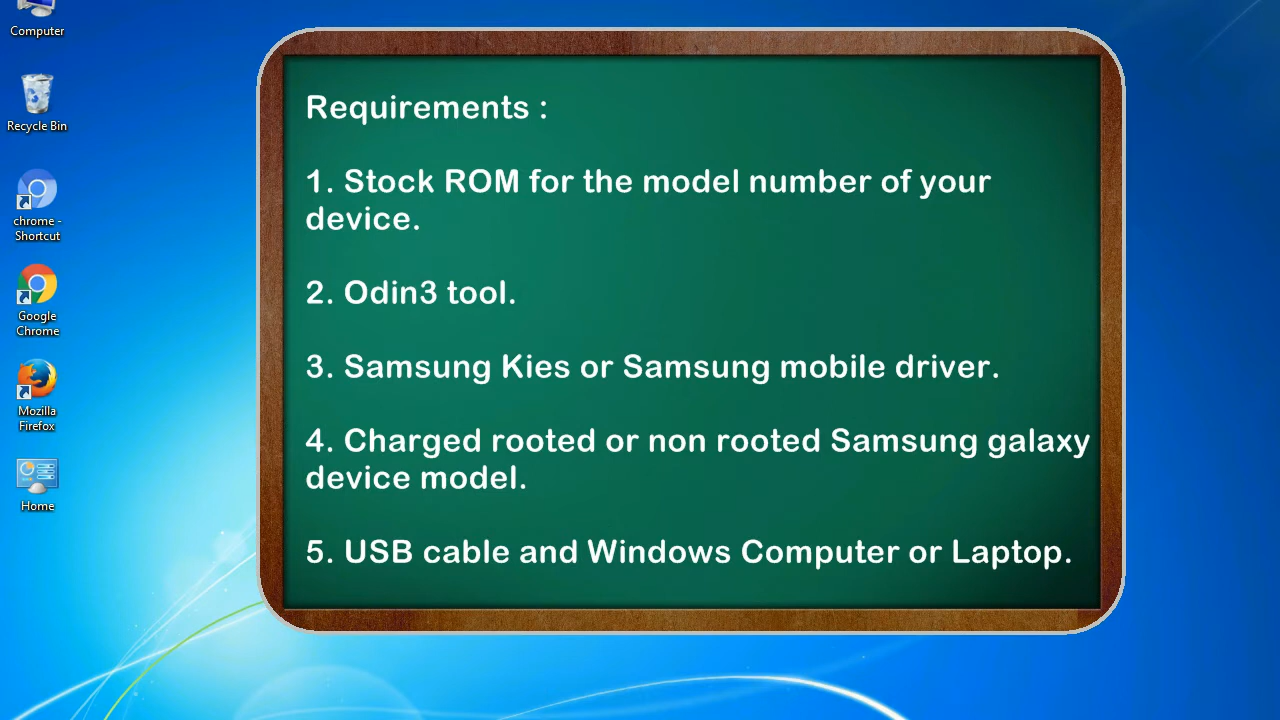 Computer
Recycle Bin
chrome -
Shortcut
Google
Chrome
Mozilla
Firefox
Home
Requirements :
1. Stock ROM for the model number of your
device.
2. Odin3 tool.
3. Samsung Kies or Samsung mobile driver.
4. Charged rooted or non rooted Samsung galaxy
device model.
5. USB cable and Windows Computer or Laptop.